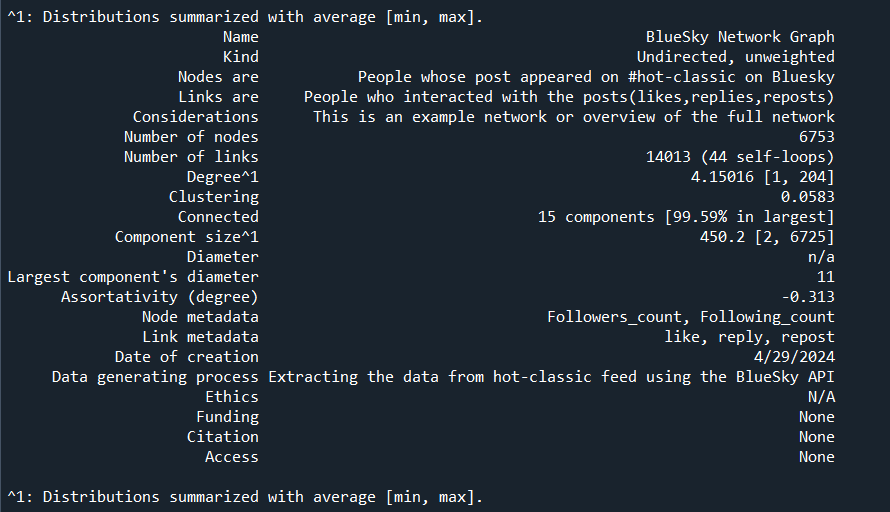 ^1: Distributions summarized with average [min, max].
Name BlueSky Network Graph
Kind Undirected, unweighted
Nodes are People whose post appeared on #hot-classic on Bluesky
Links are People who interacted with the posts(likes,replies,reposts)
Considerations This is an example network or overview of the full network
Number of nodes 6753
Number of links 14013 (44 self-loops)
Degree^1 4.15016 [1, 204]
Clustering 0.0583
Connected 15 components [99.59% in largest]
Component size^1 450.2 [2, 6725]
Diameter n/a
Largest component's diameter 11
Assortativity (degree) -0.313
Node metadata Followers_count, Following_count
Link metadata like, reply, repost
Date of creation 4/29/2024
Data generating process Extracting the data from hot-classic feed using the BlueSky API
Ethics N/A
Funding None
Citation None
Access None
^1: Distributions summarized with average [min, max].